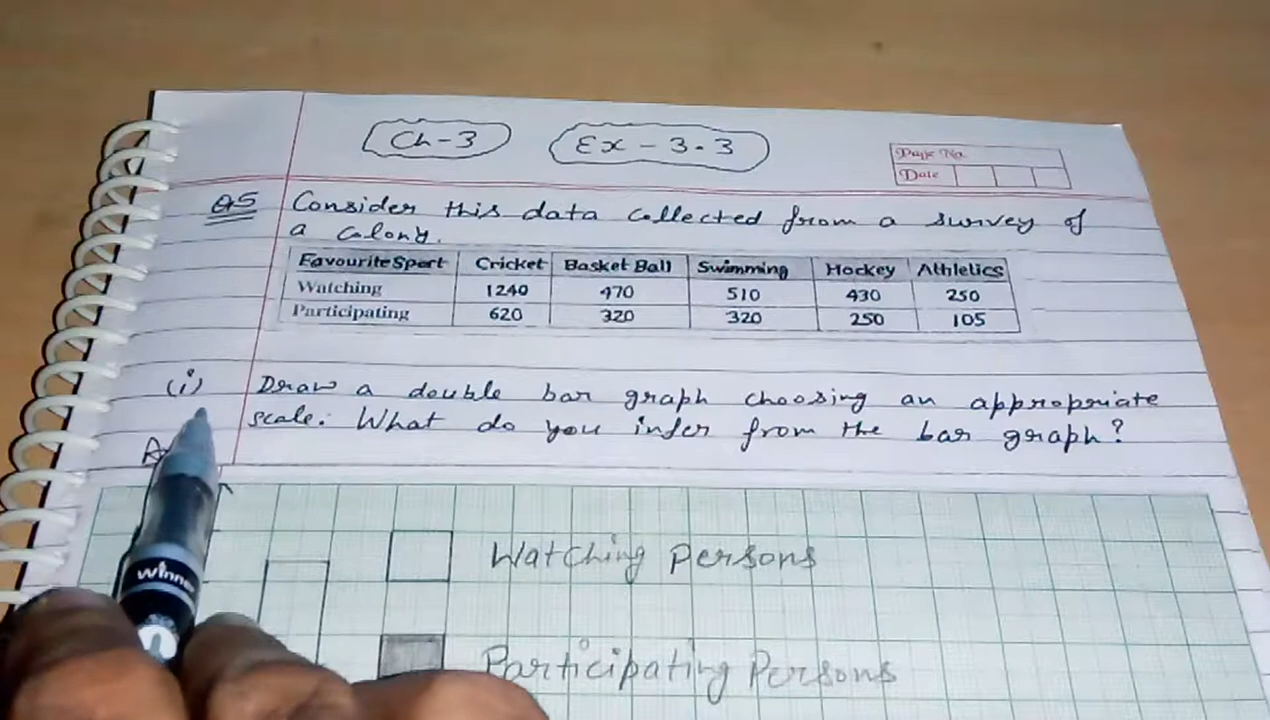 Ch-3
Ex-3.3
Page No.
Date
Q5 Consider this data collected from a survey of
a colony.
Favourite Sport Cricket Basket Ball Swimming Hockey Athletics
Watching 1240 470 510 430 250
Participating 620 320 320 250 105
(i) Draw a double bar graph choosing an appropriate
scale. What do you infer from the bar graph?
Watching Persons
Participating Persons
winner